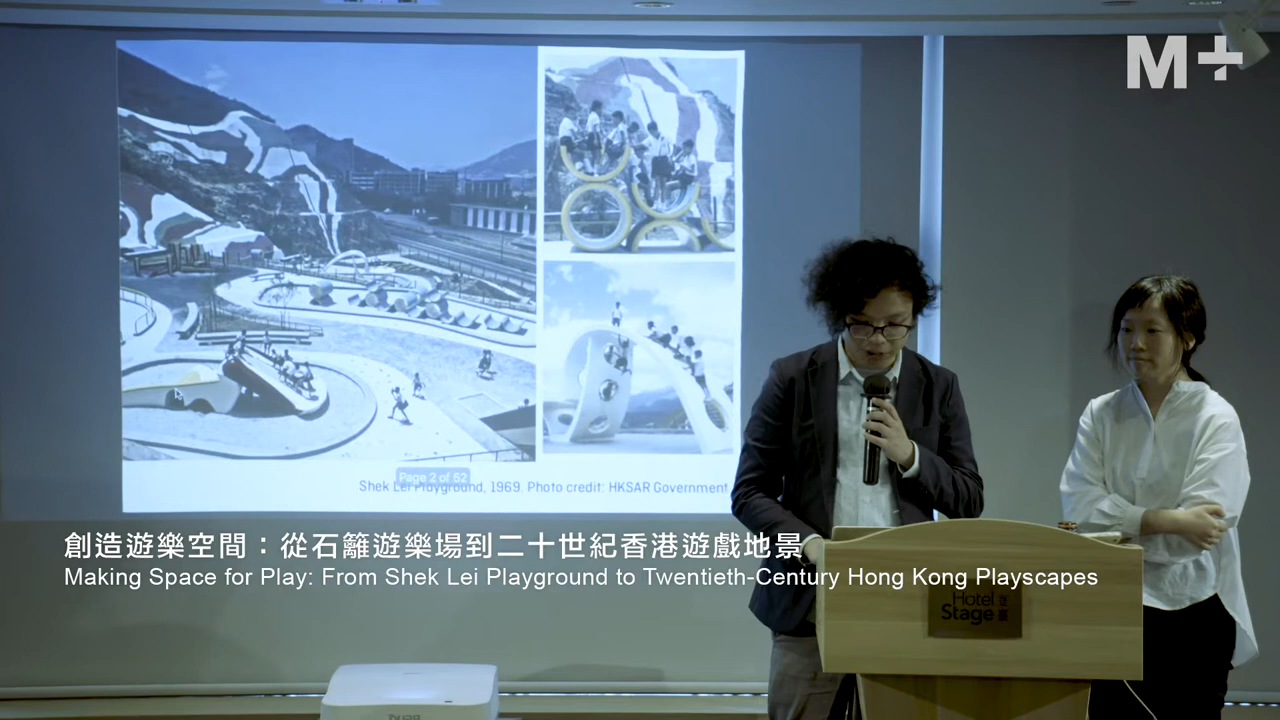 M+
Page 2 of 52
Shek Lei Playground, 1969. Photo credit: HKSAR Government
創造遊樂空間：從石籬遊樂場到二十世紀香港遊戲地景
Making Space for Play: From Shek Lei Playground to Twentieth-Century Hong Kong Playscapes
Hotel
Stage
BenQ